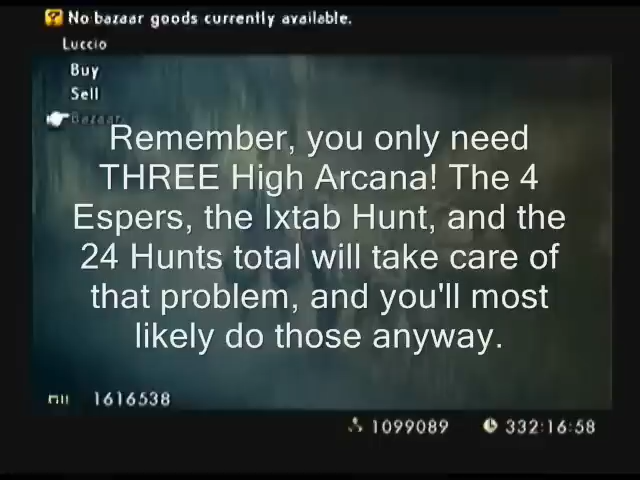 No bazaar goods currently available.
Luccio
Buy
Sell
Bazaar
Remember, you only need
THREE High Arcana! The 4
Espers, the Ixtab Hunt, and the
24 Hunts total will take care of
that problem, and you'll most
likely do those anyway.
1616538
1099089 332:16:58